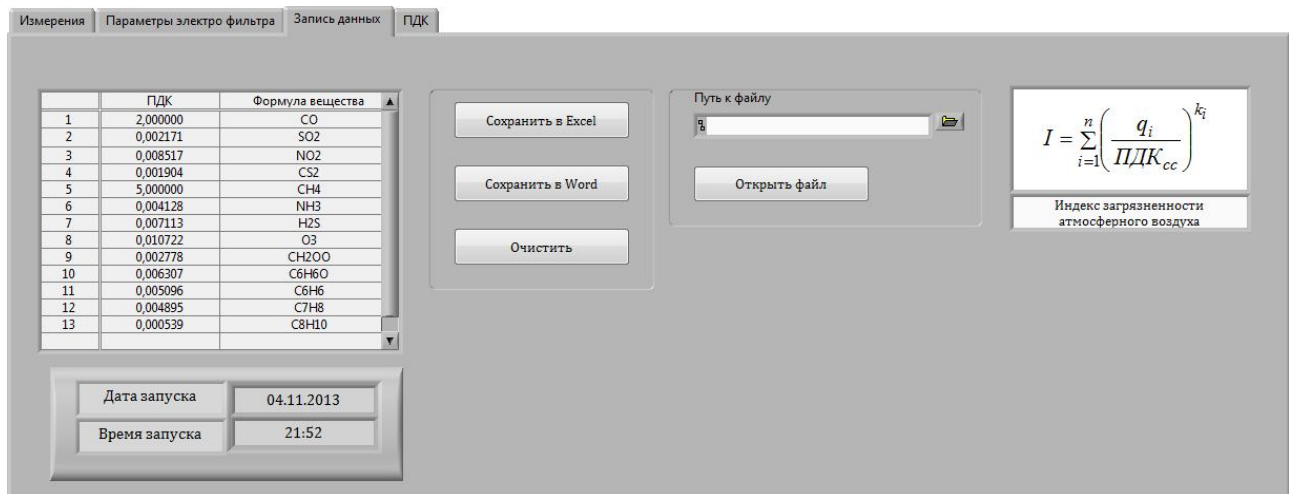 Измерения Параметры электро фильтра Запись данных ПДК
ПДК Формула вещества
1 2,000000 CO
2 0,002171 SO2
3 0,008517 NO2
4 0,001904 CS2
5 5,000000 CH4
6 0,004128 NH3
7 0,007113 H2S
8 0,010722 O3
9 0,002778 CH2OO
10 0,006307 C6H6O
11 0,005096 C6H6
12 0,004895 C7H8
13 0,000539 C8H10
Дата запуска 04.11.2013
Время запуска 21:52
Сохранить в Excel
Сохранить в Word
Очистить
Путь к файлу
Открыть файл
I = n∑i=1 (qi / ПДКcc)^ki
Индекс загрязненности
атмосферного воздуха